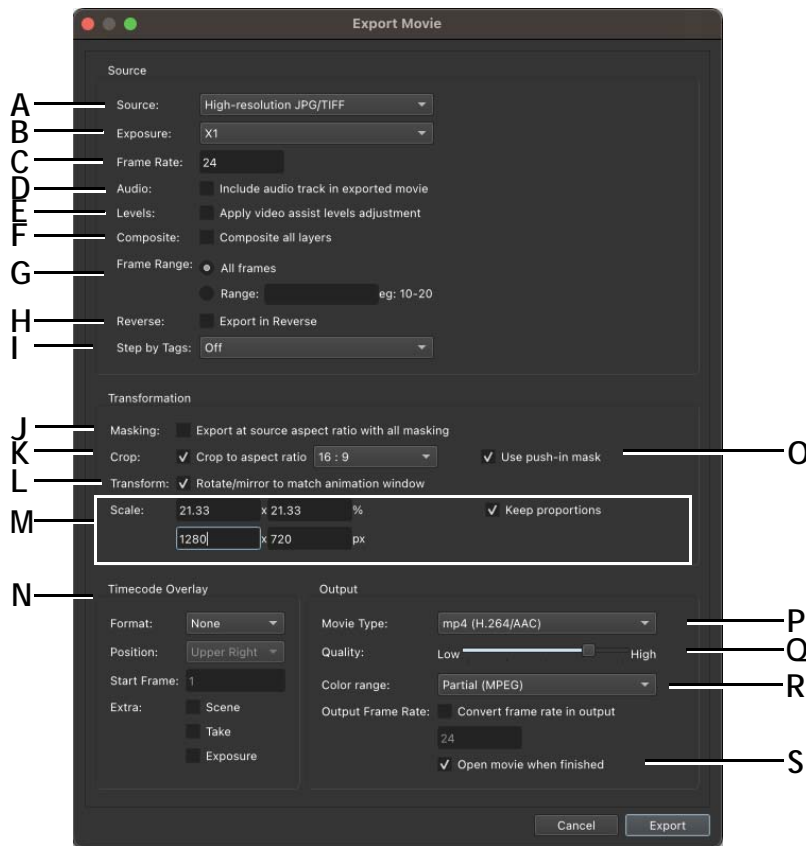 Export Movie
Source
A Source: High-resolution JPG/TIFF
B Exposure: X1
C Frame Rate: 24
D Audio: Include audio track in exported movie
E Levels: Apply video assist levels adjustment
F Composite: Composite all layers
G Frame Range: All frames
Range: eg: 10-20
H Reverse: Export in Reverse
I Step by Tags: Off
Transformation
J Masking: Export at source aspect ratio with all masking
K Crop: Crop to aspect ratio 16 : 9 Use push-in mask O
L Transform: Rotate/mirror to match animation window
M Scale: 21.33 x 21.33 % Keep proportions
1280 x 720 px
N Timecode Overlay
Format: None
Position: Upper Right
Start Frame: 1
Extra: Scene
Take
Exposure
Output
Movie Type: mp4 (H.264/AAC) P
Quality: Low High Q
Color range: Partial (MPEG) R
Output Frame Rate: Convert frame rate in output
24
Open movie when finished S
Cancel Export